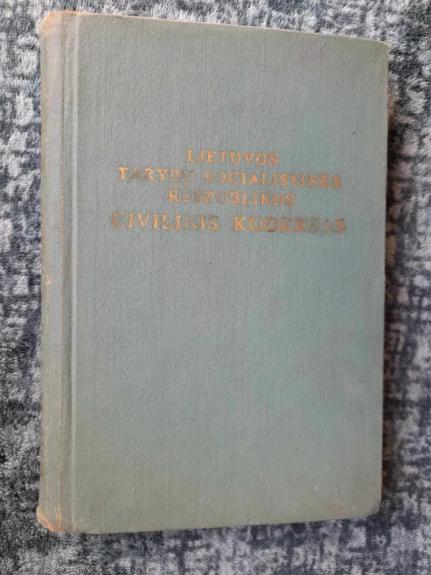 LIETUVOS
TARYBŲ SOCIALISTINĖS
RESPUBLIKOS
CIVILINIS KODEKSAS